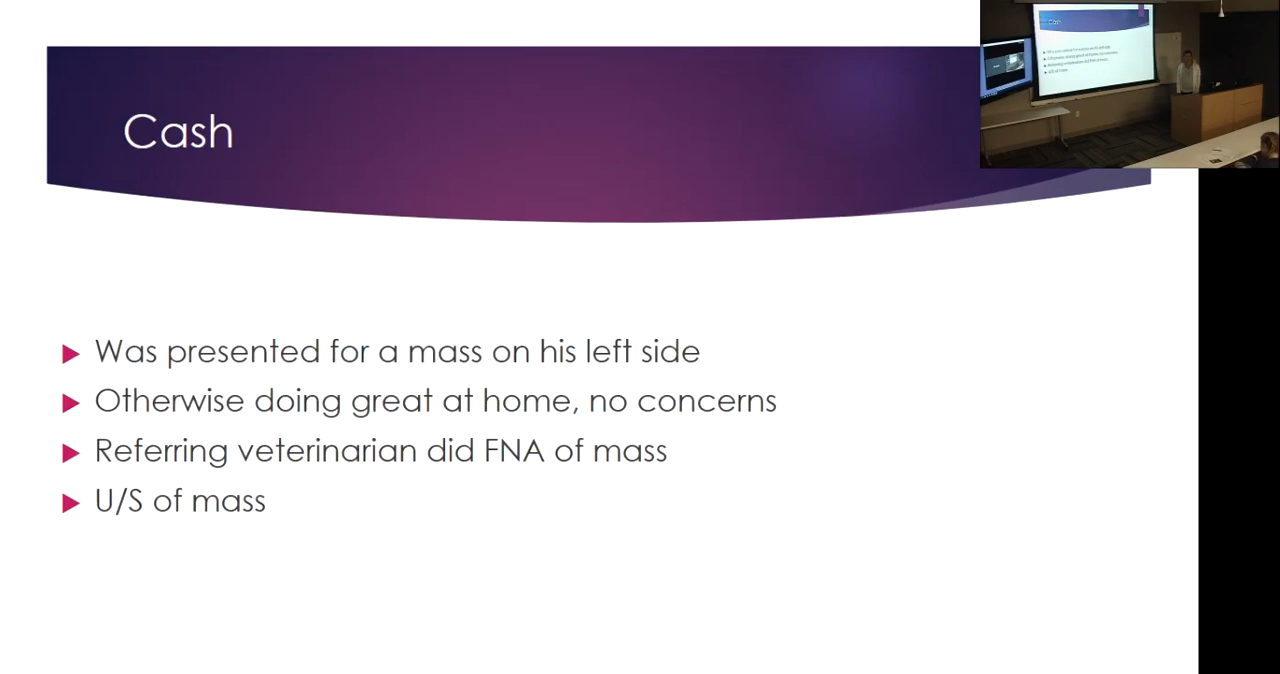 Cash
Was presented for a mass on his left side
Otherwise doing great at home, no concerns
Referring veterinarian did FNA of mass
U/S of mass